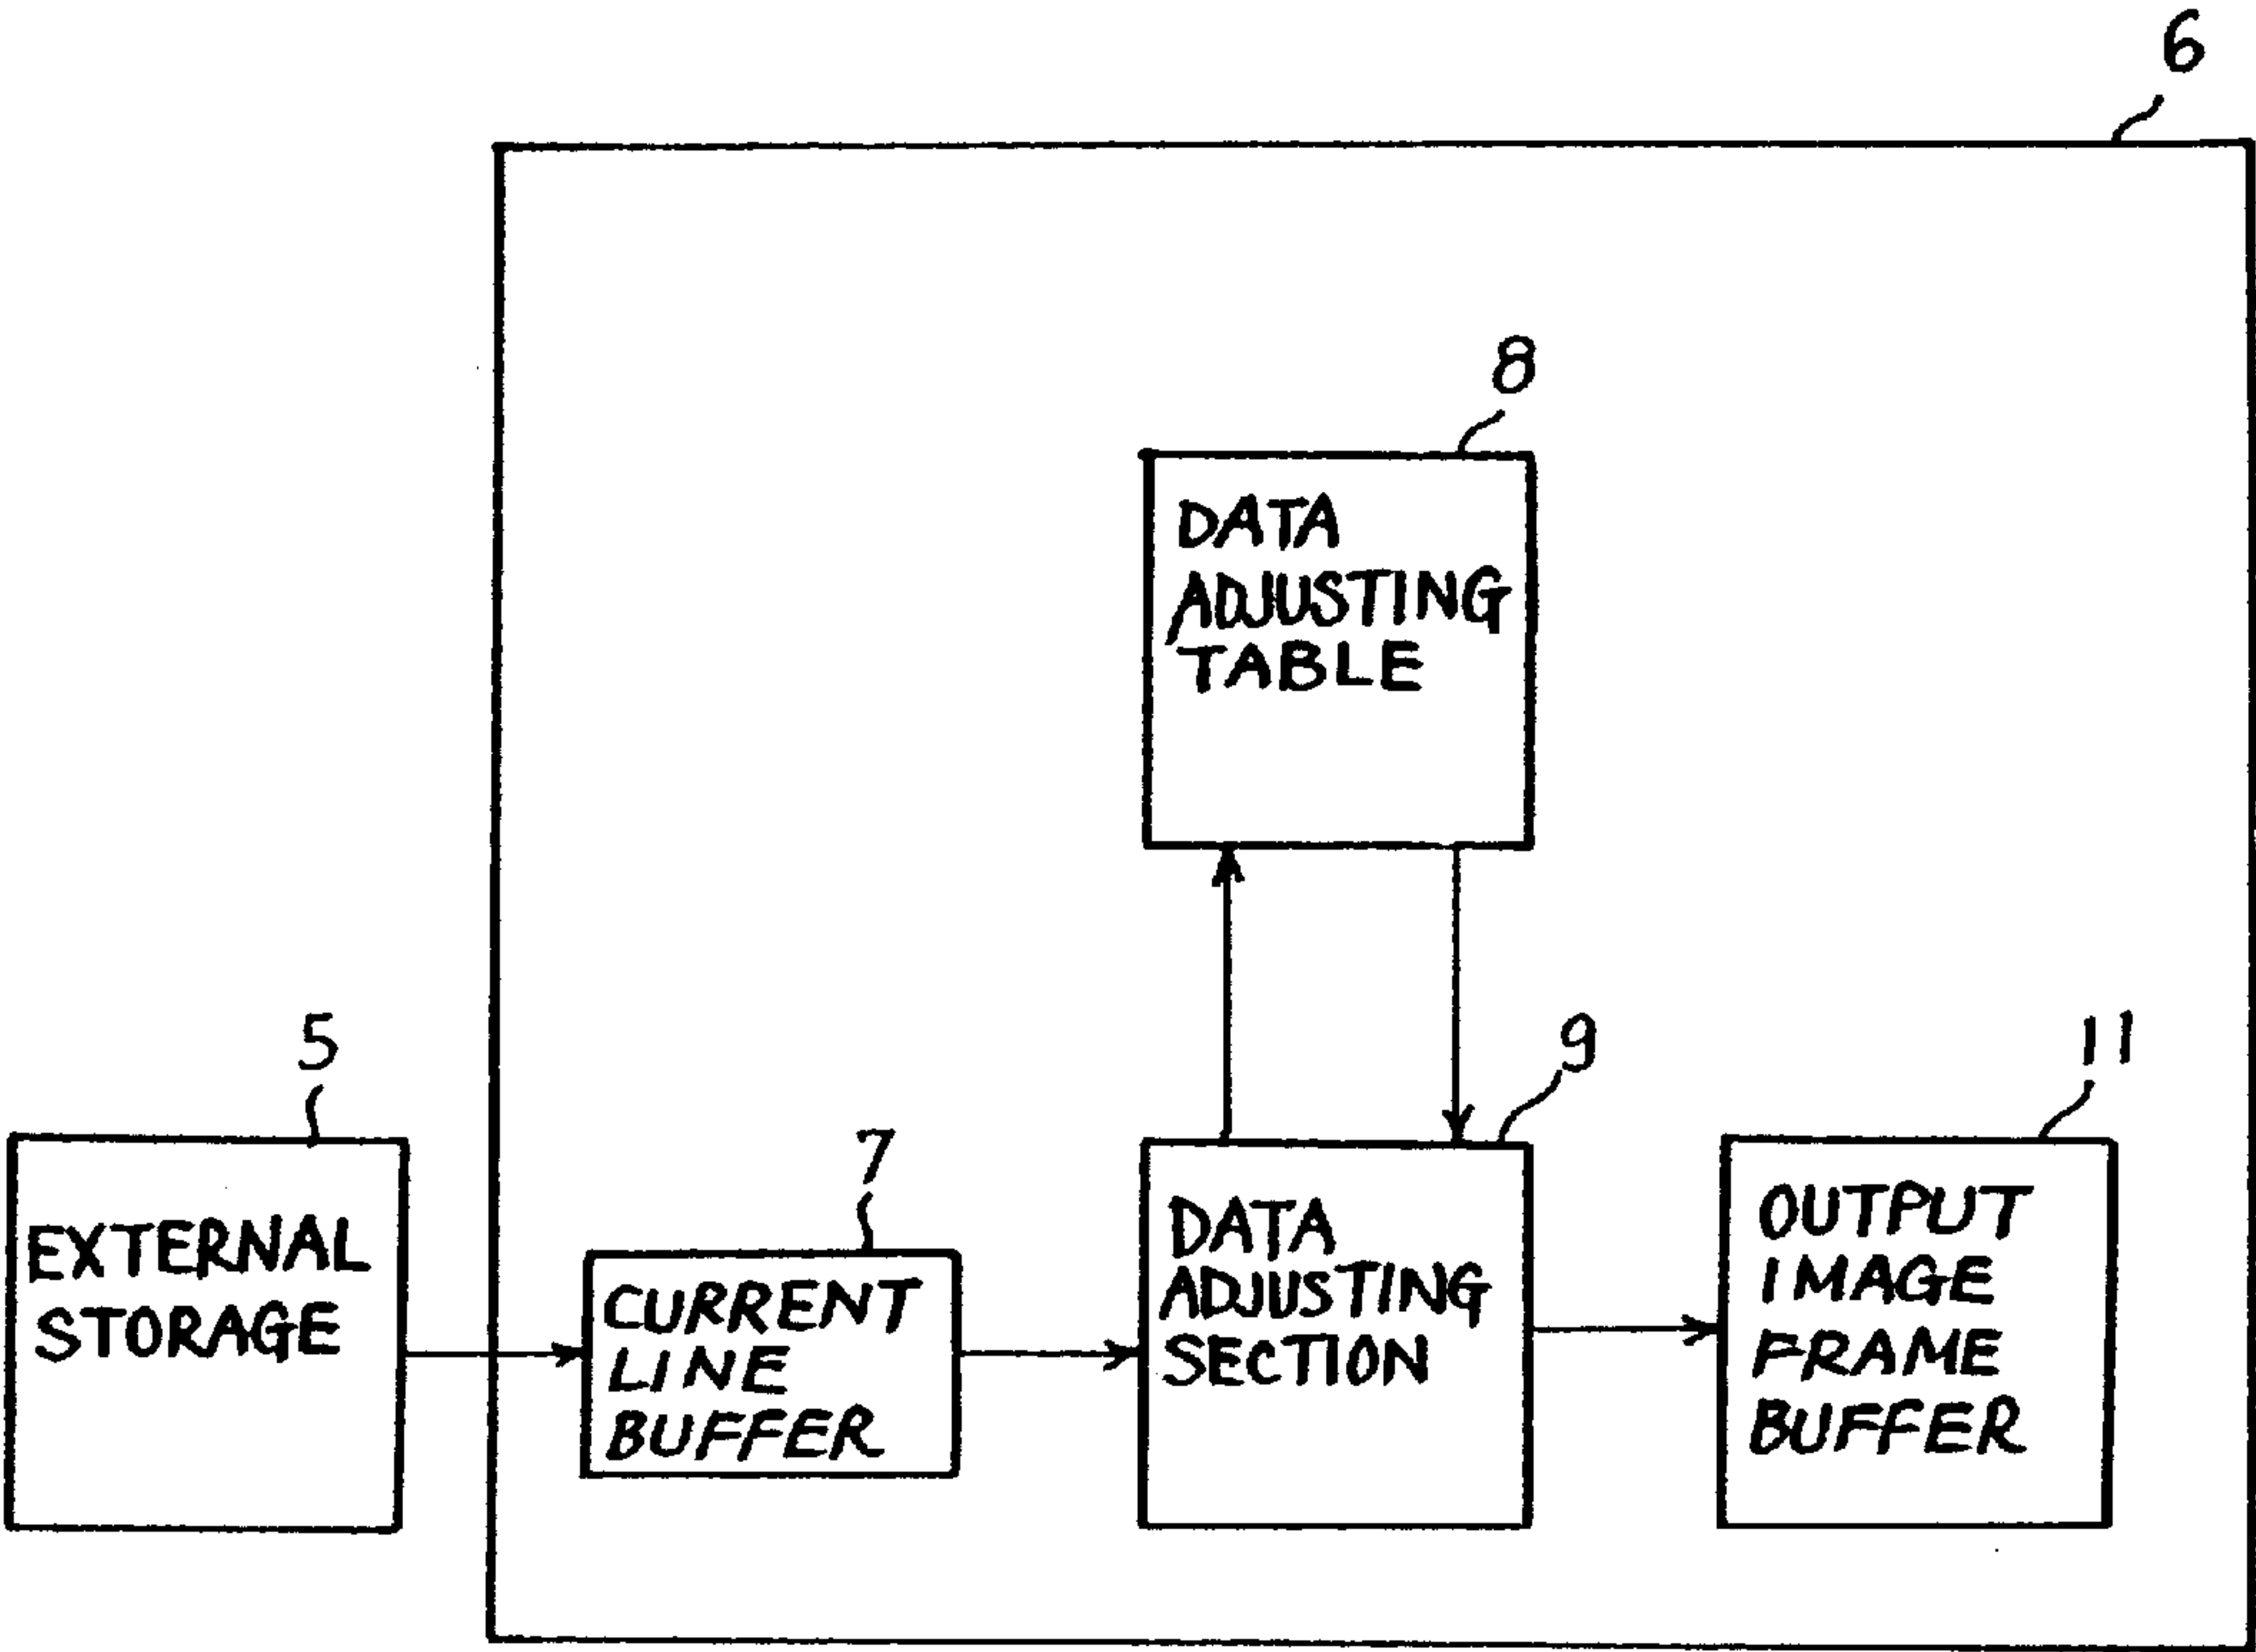 6
8
DATA
ADJUSTING
TABLE
5
EXTERNAL
STORAGE
7
CURRENT
LINE
BUFFER
9
DATA
ADJUSTING
SECTION
11
OUTPUT
IMAGE
FRAME
BUFFER